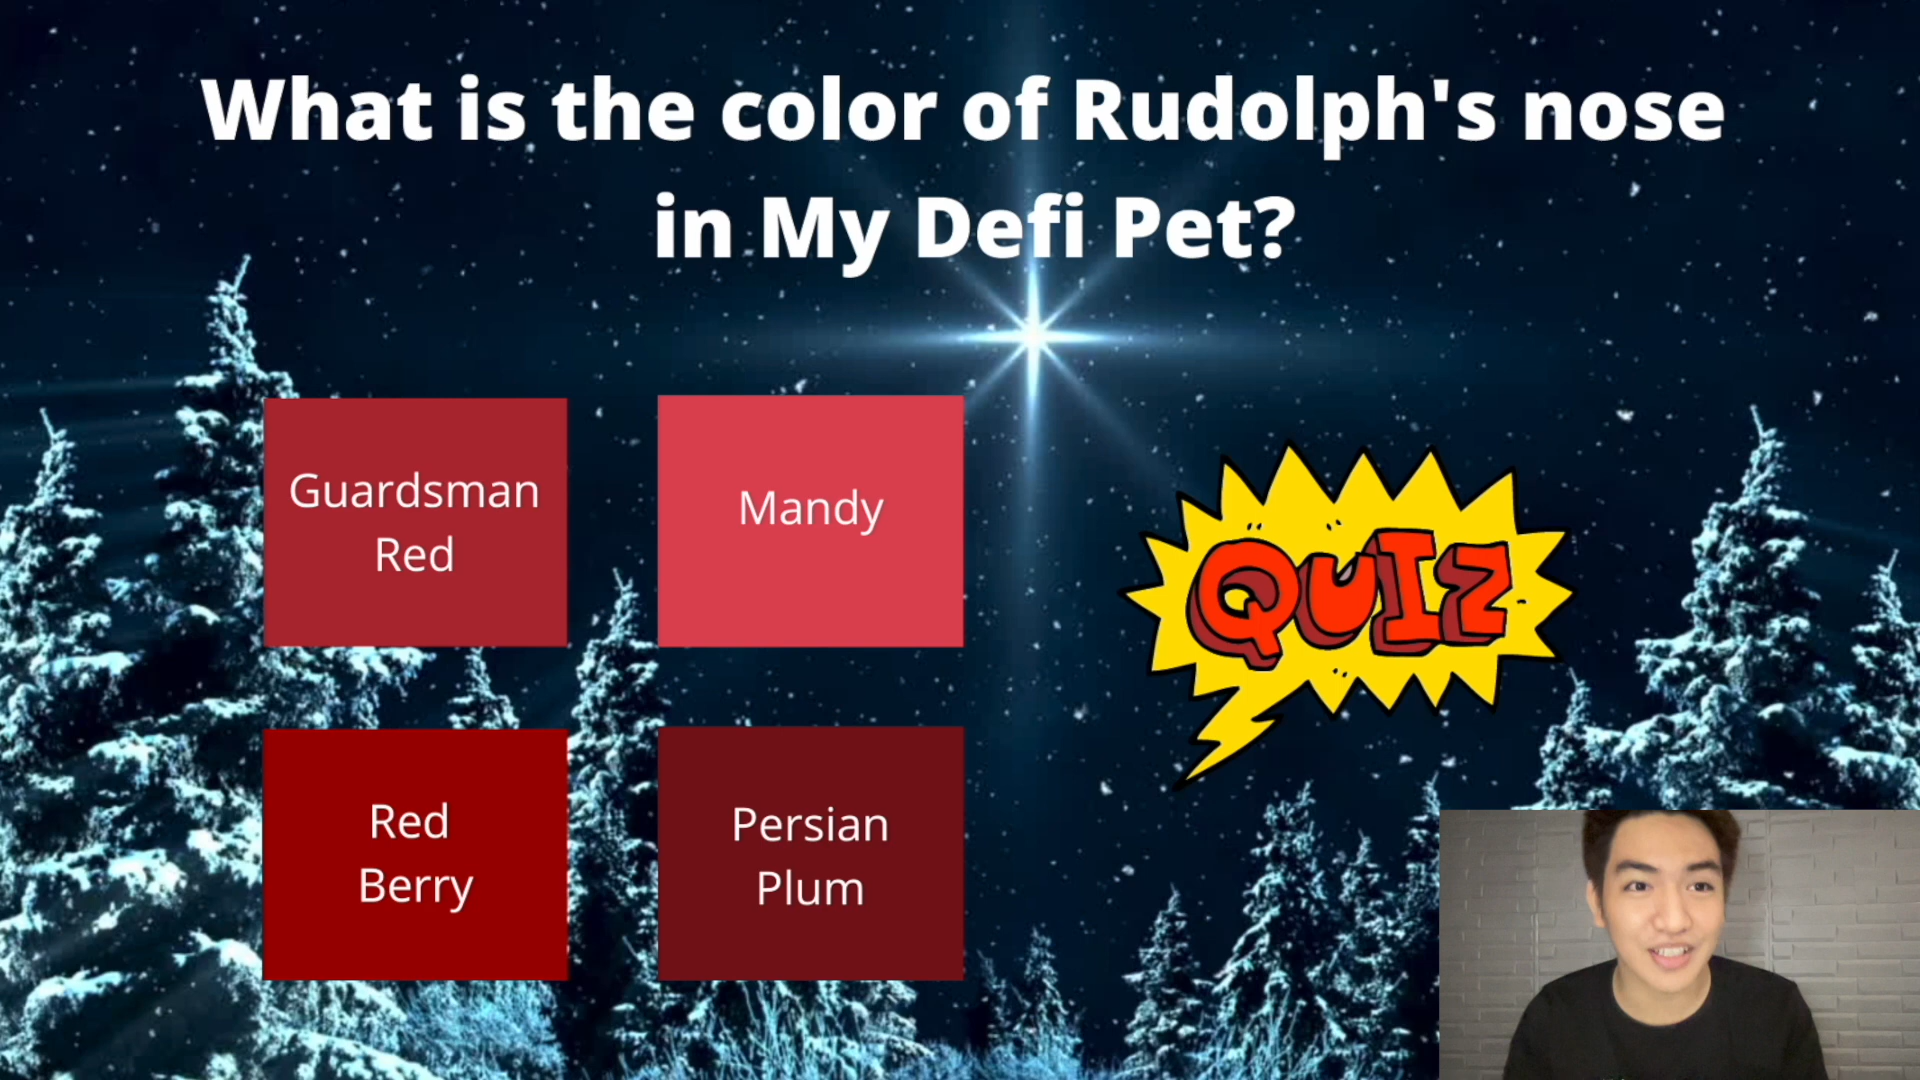 What is the color of Rudolph's nose
in My Defi Pet?
Guardsman
Red
Mandy
QUIZ
Red
Berry
Persian
Plum